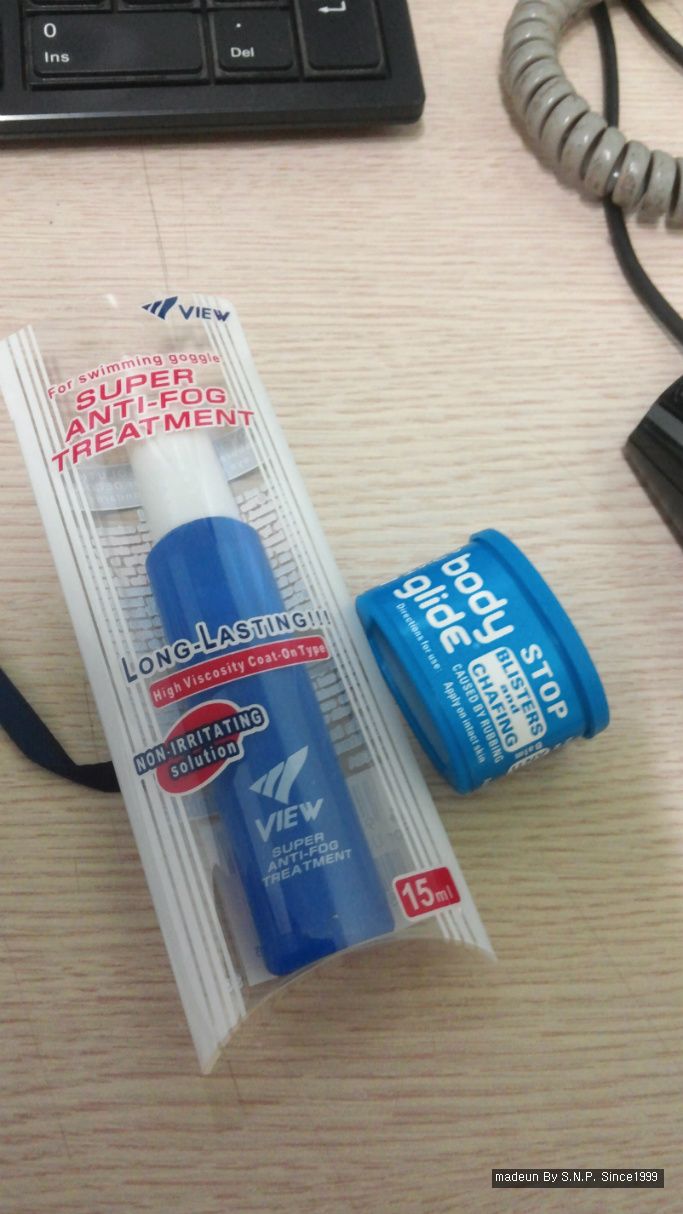 0
Ins
.
Del
VIEW
For swimming goggle
SUPER
ANTI-FOG
TREATMENT
LONG-LASTING!!!
High Viscosity Coat-On Type
NON-IRRITATING
solution
VIEW
SUPER
ANTI-FOG
TREATMENT
15ml
body
glide
STOP
BLISTERS
and
CHAFING
CAUSED BY RUBBING
Directions for use
Apply on intact skin
Balm
madeun By S.N.P. Since1999